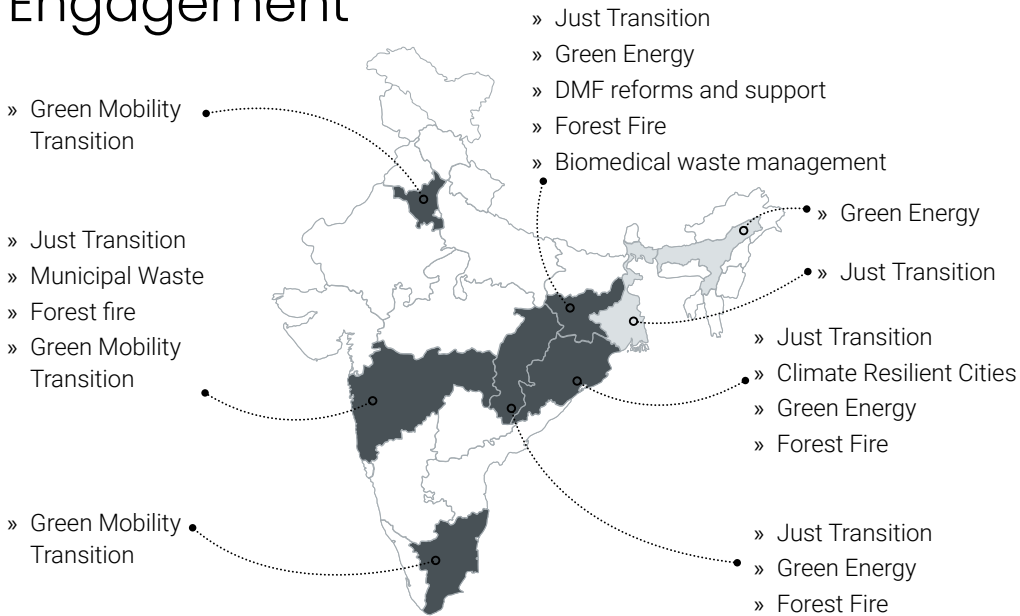 Engagement
» Just Transition
» Green Energy
» DMF reforms and support
» Forest Fire
» Biomedical waste management
» Green Mobility
Transition
» Just Transition
» Municipal Waste
» Forest fire
» Green Mobility
Transition
» Green Mobility
Transition
» Green Energy
» Just Transition
» Just Transition
» Climate Resilient Cities
» Green Energy
» Forest Fire
» Just Transition
» Green Energy
» Forest Fire